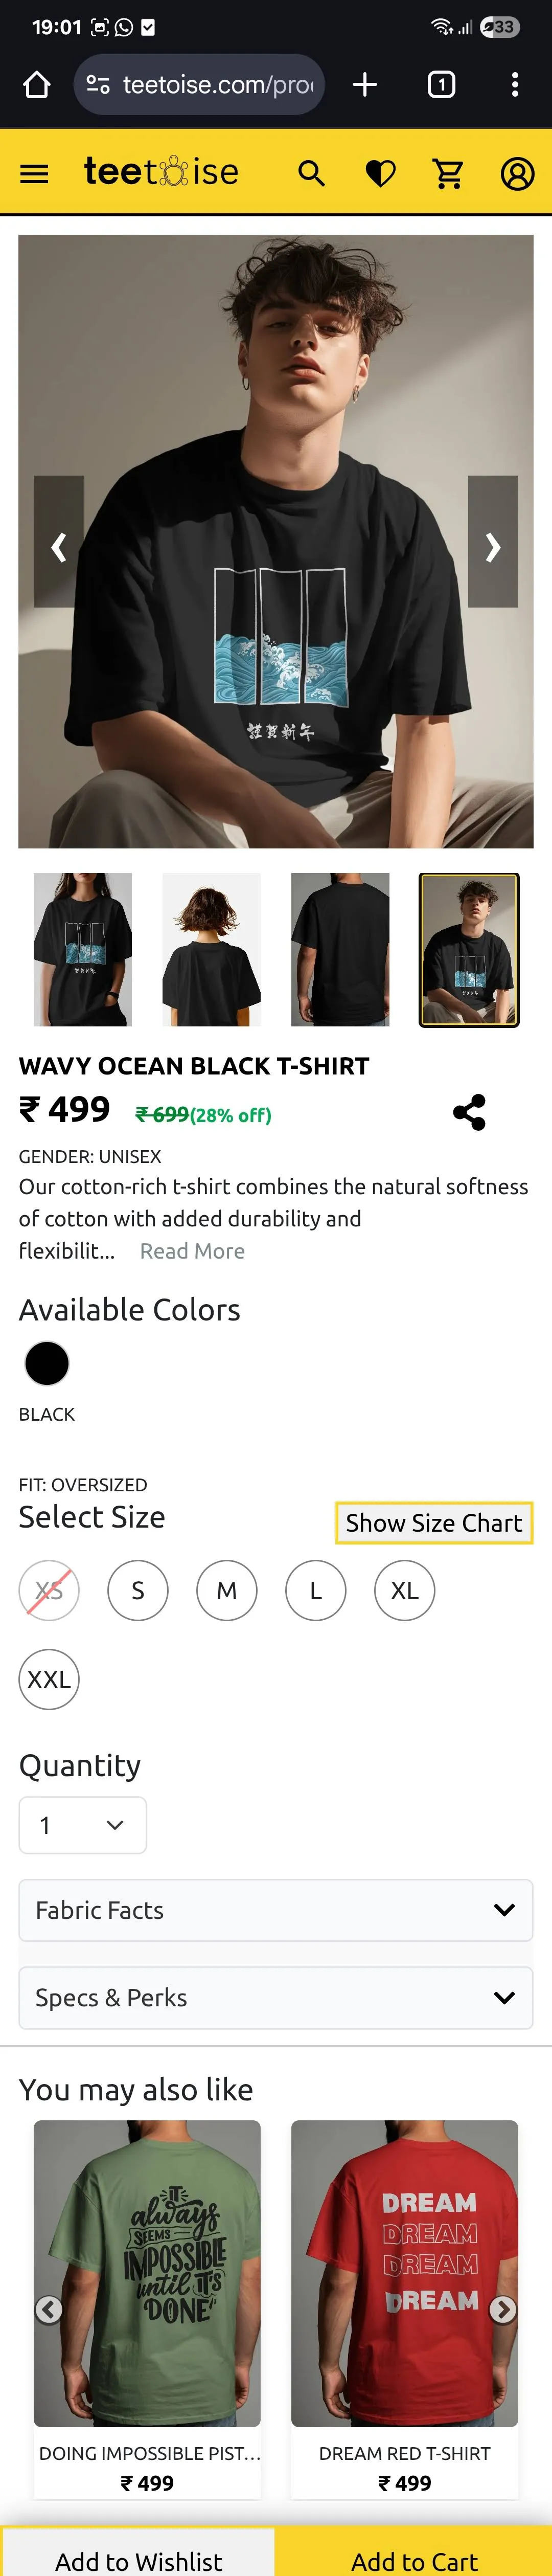 19:01
33
teetoise.com/proc
1
teetoise
謹賀新年
WAVY OCEAN BLACK T-SHIRT
₹ 499 ₹ 699(28% off)
GENDER: UNISEX
Our cotton-rich t-shirt combines the natural softness
of cotton with added durability and
flexibilit... Read More
Available Colors
BLACK
FIT: OVERSIZED
Select Size
Show Size Chart
XS S M L XL
XXL
Quantity
1
Fabric Facts
Specs & Perks
You may also like
IT
always
SEEMS
IMPOSSIBLE
until IT'S
DONE
DREAM
DREAM
DREAM
DREAM
DOING IMPOSSIBLE PIST... DREAM RED T-SHIRT
₹ 499 ₹ 499
Add to Wishlist Add to Cart